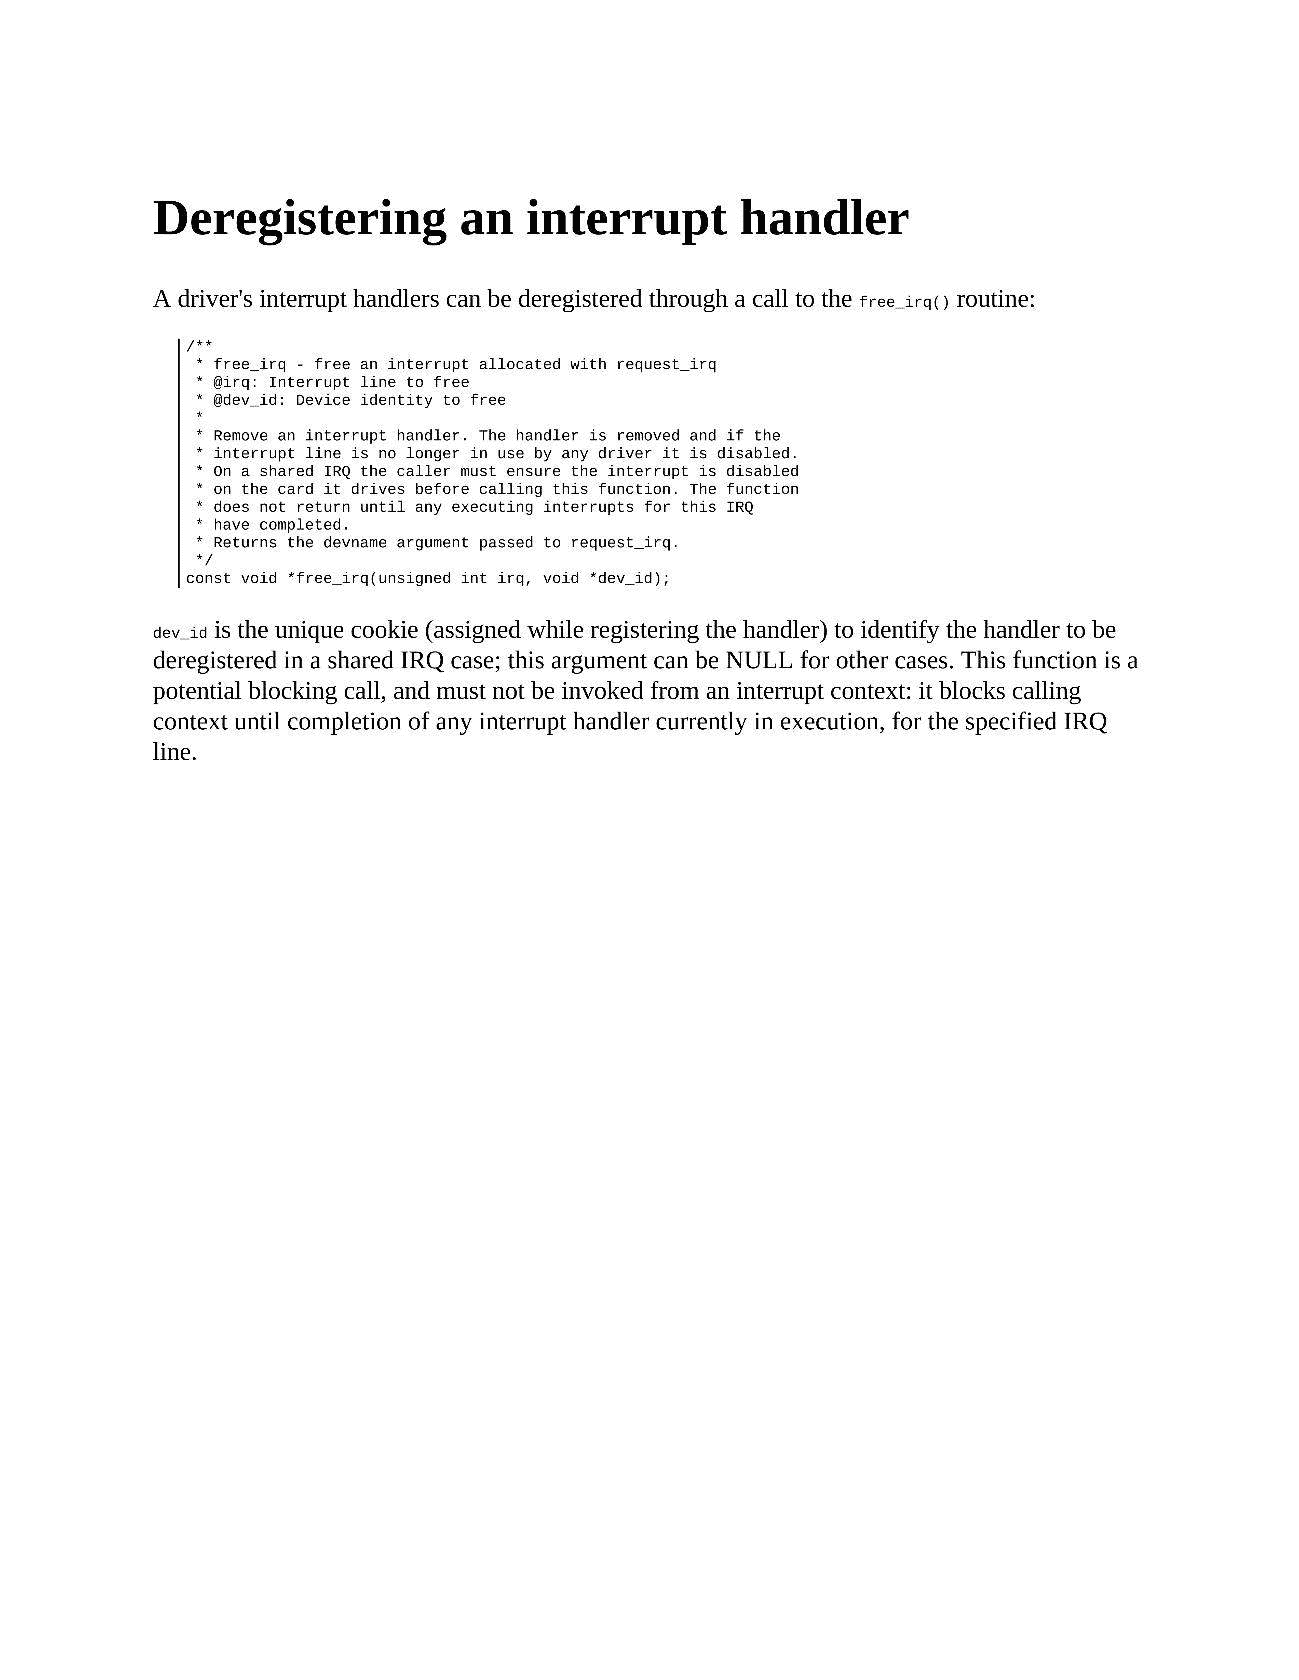 Deregistering an interrupt handler
A driver's interrupt handlers can be deregistered through a call to the free_irq() routine:
/**
 * free_irq - free an interrupt allocated with request_irq
 * @irq: Interrupt line to free
 * @dev_id: Device identity to free
 *
 * Remove an interrupt handler. The handler is removed and if the
 * interrupt line is no longer in use by any driver it is disabled.
 * On a shared IRQ the caller must ensure the interrupt is disabled
 * on the card it drives before calling this function. The function
 * does not return until any executing interrupts for this IRQ
 * have completed.
 * Returns the devname argument passed to request_irq.
 */
const void *free_irq(unsigned int irq, void *dev_id);
dev_id is the unique cookie (assigned while registering the handler) to identify the handler to be
deregistered in a shared IRQ case; this argument can be NULL for other cases. This function is a
potential blocking call, and must not be invoked from an interrupt context: it blocks calling
context until completion of any interrupt handler currently in execution, for the specified IRQ
line.